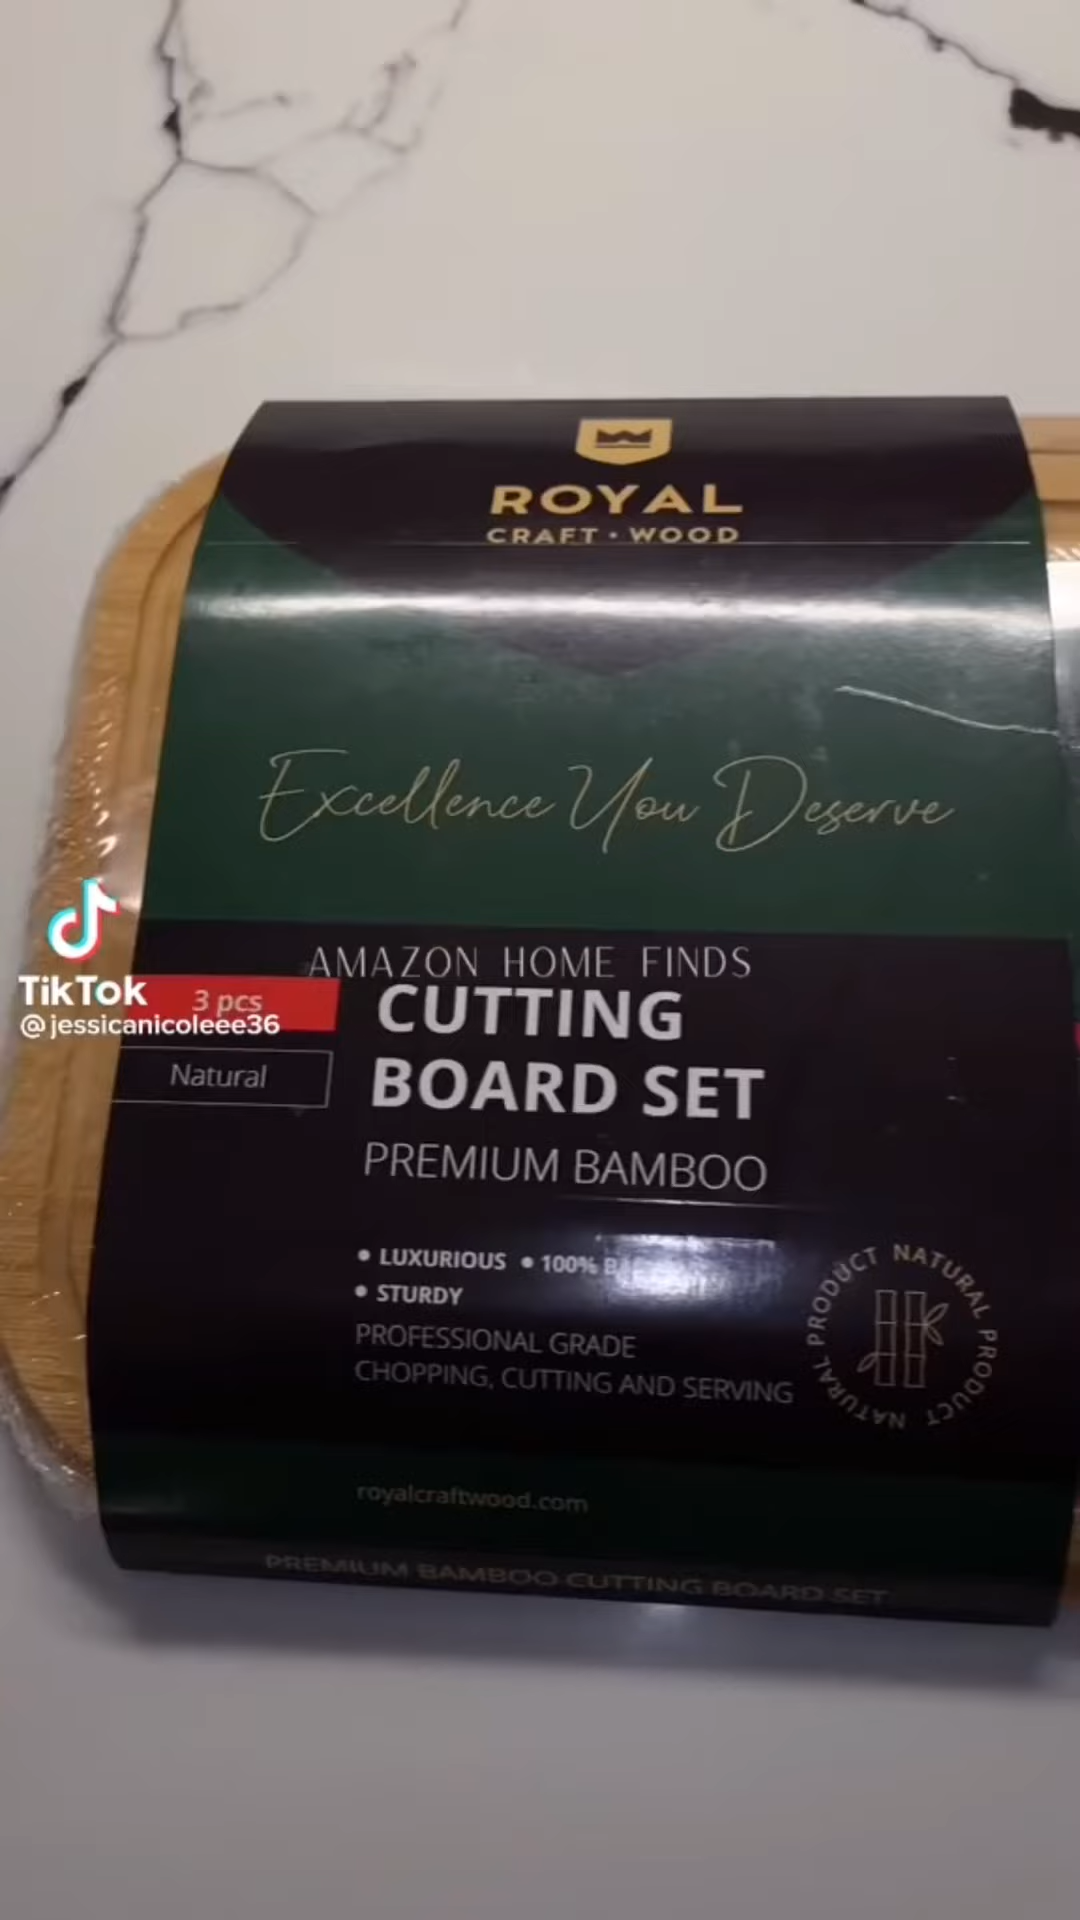 ROYAL
CRAFT • WOOD
Excellence You Deserve
AMAZON HOME FINDS
TikTok
@jessicanicoleee36
3 pcs
Natural
CUTTING
BOARD SET
PREMIUM BAMBOO
• LUXURIOUS • 100%
• STURDY
PROFESSIONAL GRADE
CHOPPING, CUTTING AND SERVING
NATURAL PRODUCT NATURAL PRODUCT
royalcraftwood.com
PREMIUM BAMBOO CUTTING BOARD SET